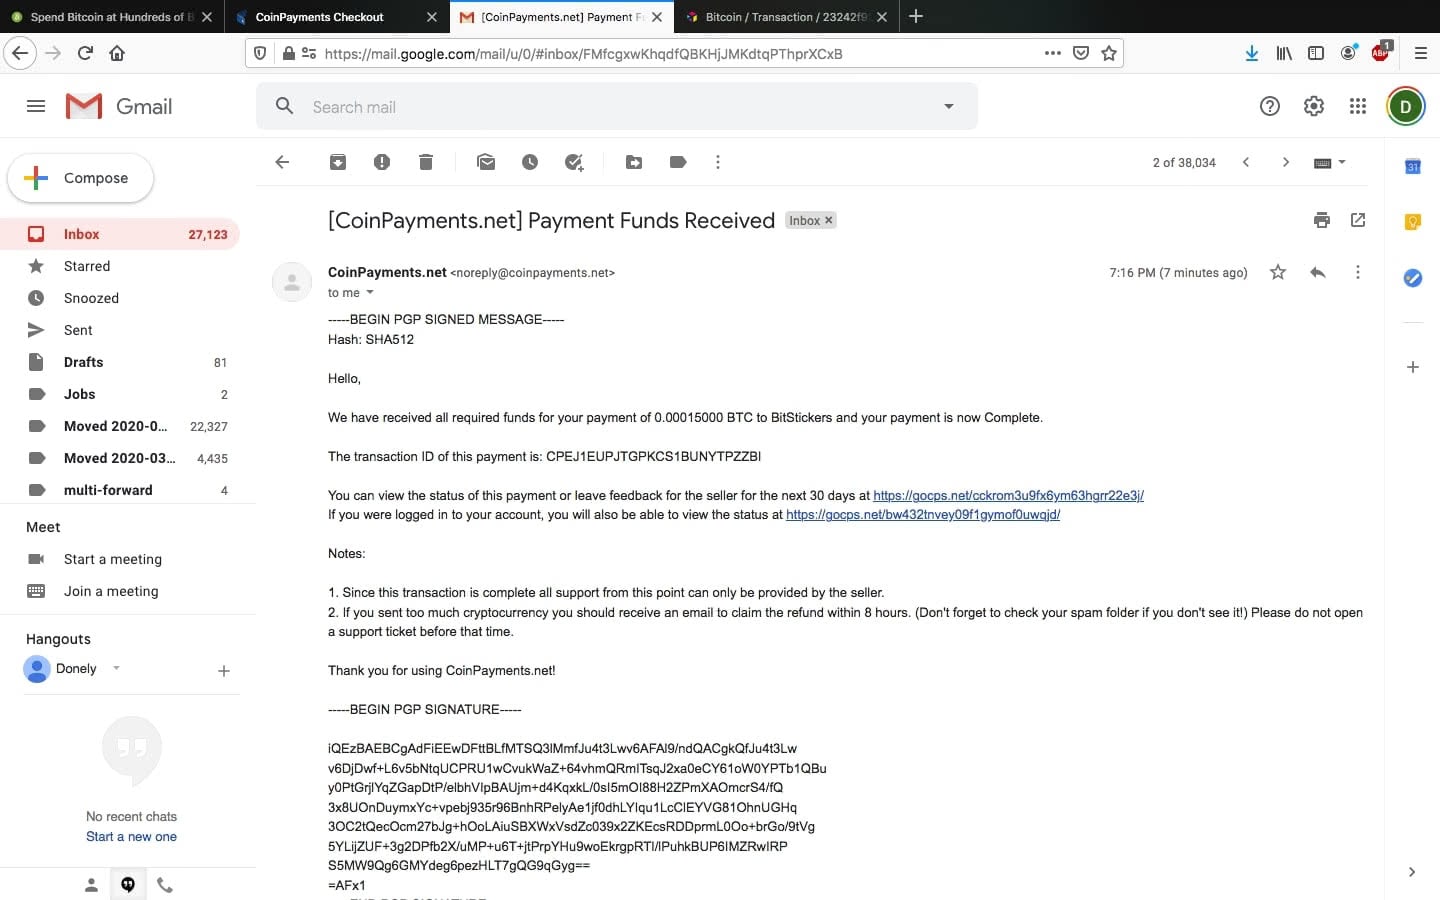 Spend Bitcoin at Hundreds of B
CoinPayments Checkout
[CoinPayments.net] Payment F
Bitcoin / Transaction / 23242f9
https://mail.google.com/mail/u/0/#inbox/FMfcgxwKhqdfQBKHjJMKdtqPThprXCxB
ABP
1
Gmail
Search mail
D
Compose
2 of 38,034
31
Inbox 27,123
Starred
Snoozed
Sent
Drafts 81
Jobs 2
Moved 2020-0... 22,327
Moved 2020-03... 4,435
multi-forward 4
Meet
Start a meeting
Join a meeting
Hangouts
Donely
No recent chats
Start a new one
[CoinPayments.net] Payment Funds Received Inbox ×
CoinPayments.net <noreply@coinpayments.net> 7:16 PM (7 minutes ago)
to me
-----BEGIN PGP SIGNED MESSAGE-----
Hash: SHA512
Hello,
We have received all required funds for your payment of 0.00015000 BTC to BitStickers and your payment is now Complete.
The transaction ID of this payment is: CPEJ1EUPJTGPKCS1BUNYTPZZBI
You can view the status of this payment or leave feedback for the seller for the next 30 days at https://gocps.net/cckrom3u9fx6ym63hgrr22e3j/
If you were logged in to your account, you will also be able to view the status at https://gocps.net/bw432tnvey09f1gymof0uwqjd/
Notes:
1. Since this transaction is complete all support from this point can only be provided by the seller.
2. If you sent too much cryptocurrency you should receive an email to claim the refund within 8 hours. (Don't forget to check your spam folder if you don't see it!) Please do not open
a support ticket before that time.
Thank you for using CoinPayments.net!
-----BEGIN PGP SIGNATURE-----
iQEzBAEBCgAdFiEEwDFttBLfMTSQ3lMmfJu4t3Lwv6AFAl9/ndQACgkQfJu4t3Lw
v6DjDwf+L6v5bNtqUCPRU1wCvukWaZ+64vhmQRmITsqJ2xa0eCY61oW0YPTb1QBu
y0PtGrjlYqZGapDtP/elbhVIpBAUjm+d4KqxkL/0sI5mOl88H2ZPmXAOmcrS4/fQ
3x8UOnDuymxYc+vpebj935r96BnhRPelyAe1jf0dhLYlqu1LcClEYVG81OhnUGHq
3OC2tQecOcm27bJg+hOoLAiuSBXWxVsdZc039x2ZKEcsRDDprmL0Oo+brGo/9tVg
5YLijZUF+3g2DPfb2X/uMP+u6T+jtPrpYHu9woEkrgpRTI/lPuhkBUP6IMZRwIRP
S5MW9Qg6GMYdeg6pezHLT7gQG9qGyg==
=AFx1